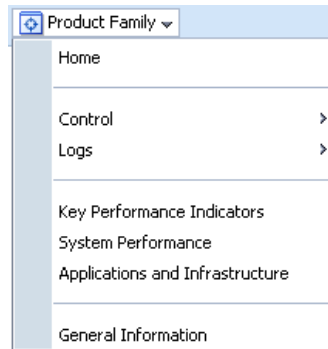 Product Family
Home
Control
Logs
Key Performance Indicators
System Performance
Applications and Infrastructure
General Information